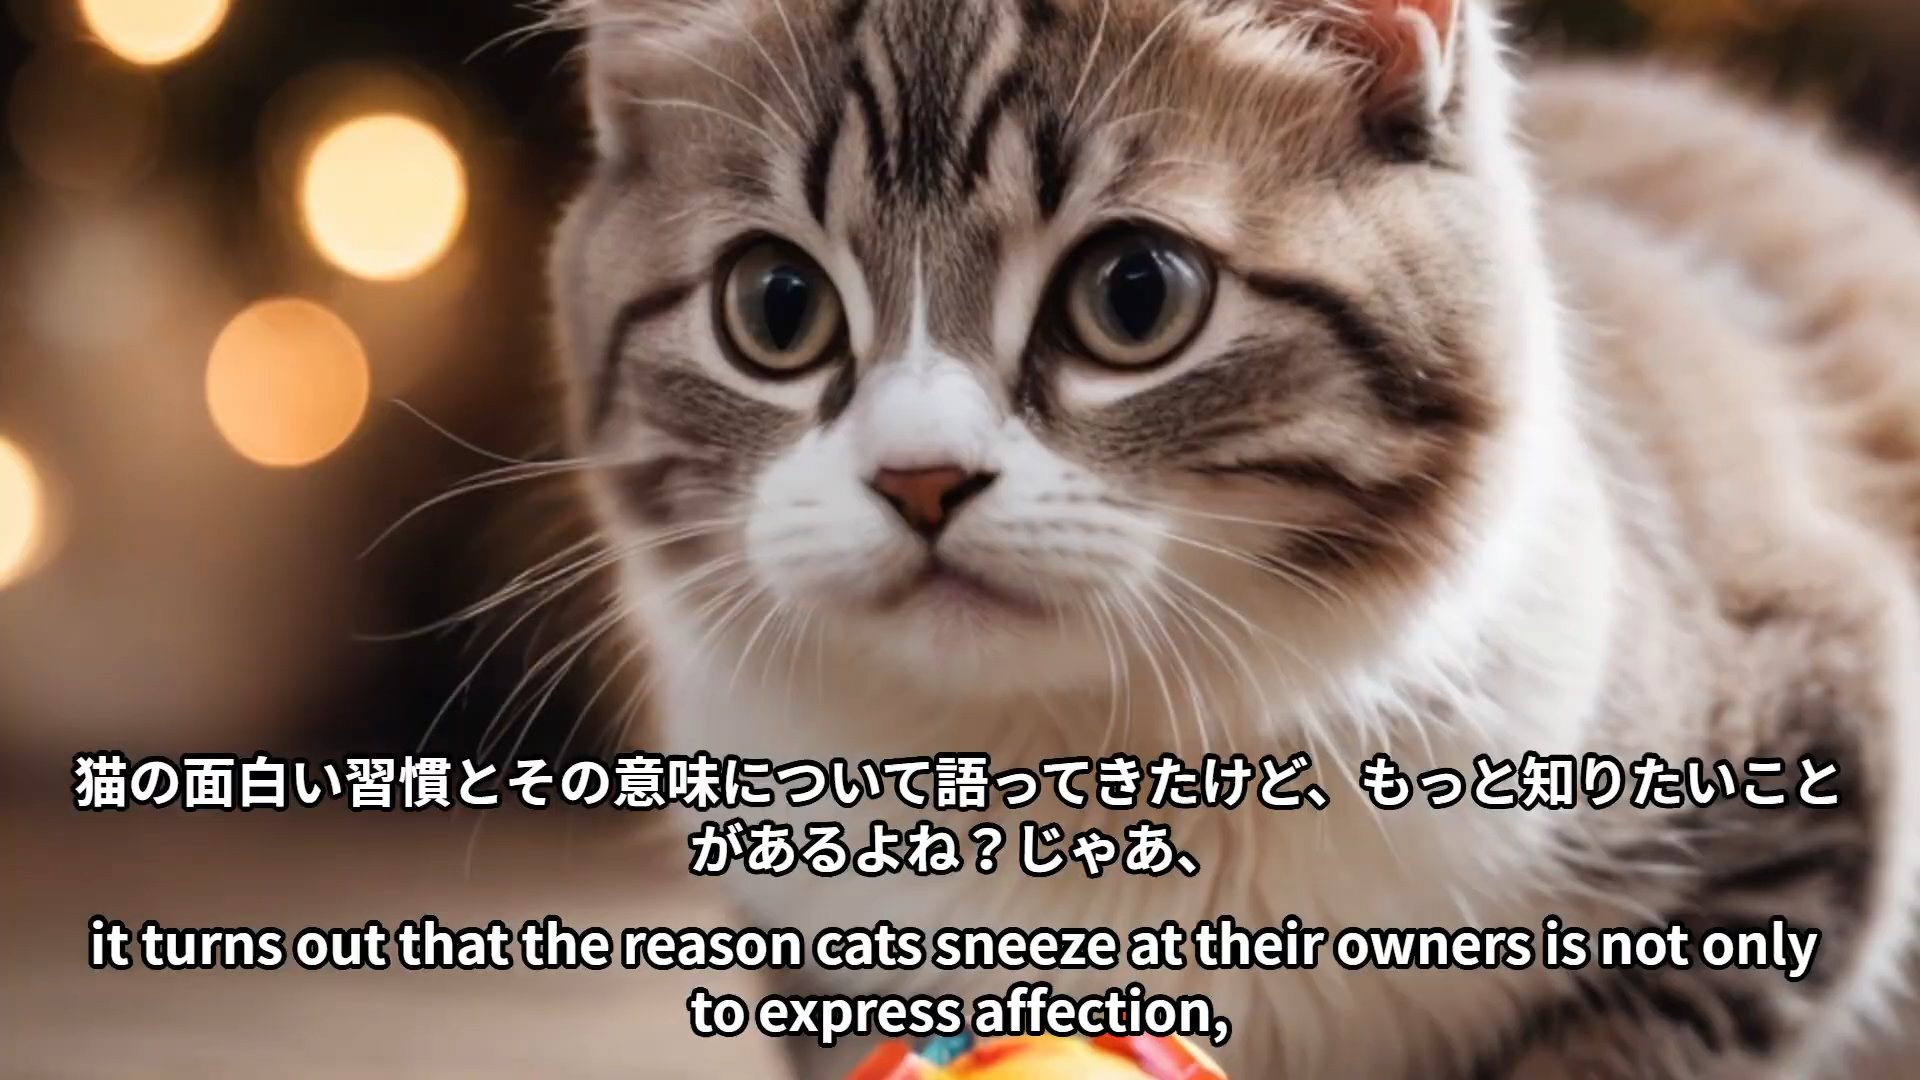 猫の面白い習慣とその意味について語ってきたけど、もっと知りたいこと
があるよね？じゃあ、
it turns out that the reason cats sneeze at their owners is not only
to express affection,